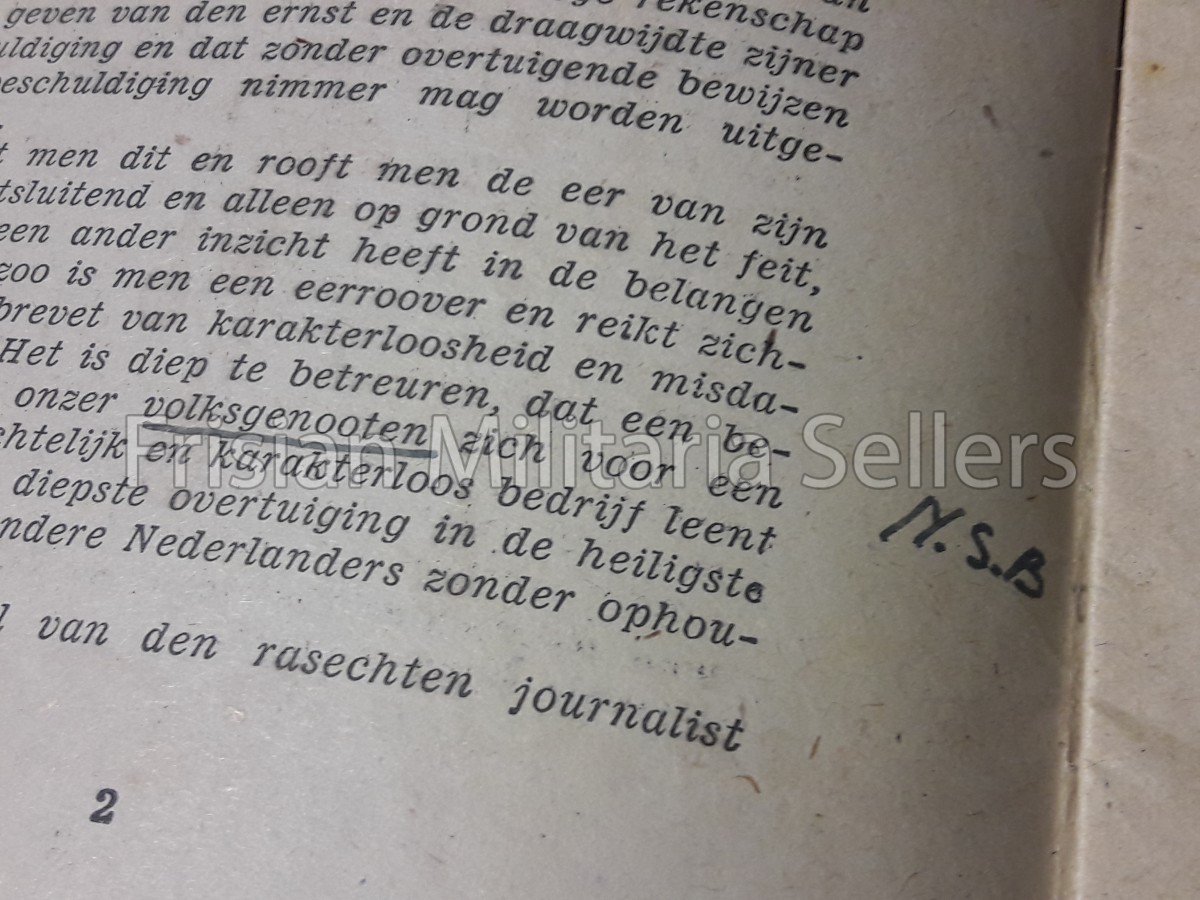 rekenschap
geven van den ernst en de draagwijdte zijner
uldiging en dat zonder overtuigende bewijzen
eschuldiging nimmer mag worden uitge-
t men dit en rooft men de eer van zijn
tsluitend en alleen op grond van het feit,
een ander inzicht heeft in de belangen
zoo is men een eerroover en reikt zich-
brevet van karakterloosheid en misda-
Het is diep te betreuren, dat een be-
onzer volksgenooten zich voor een
chtelijk en karakterloos bedrijf leent
diepste overtuiging in de heiligste
ndere Nederlanders zonder ophou-
l van den rasechten journalist
N.S.B
2
Frisian Militaria Sellers